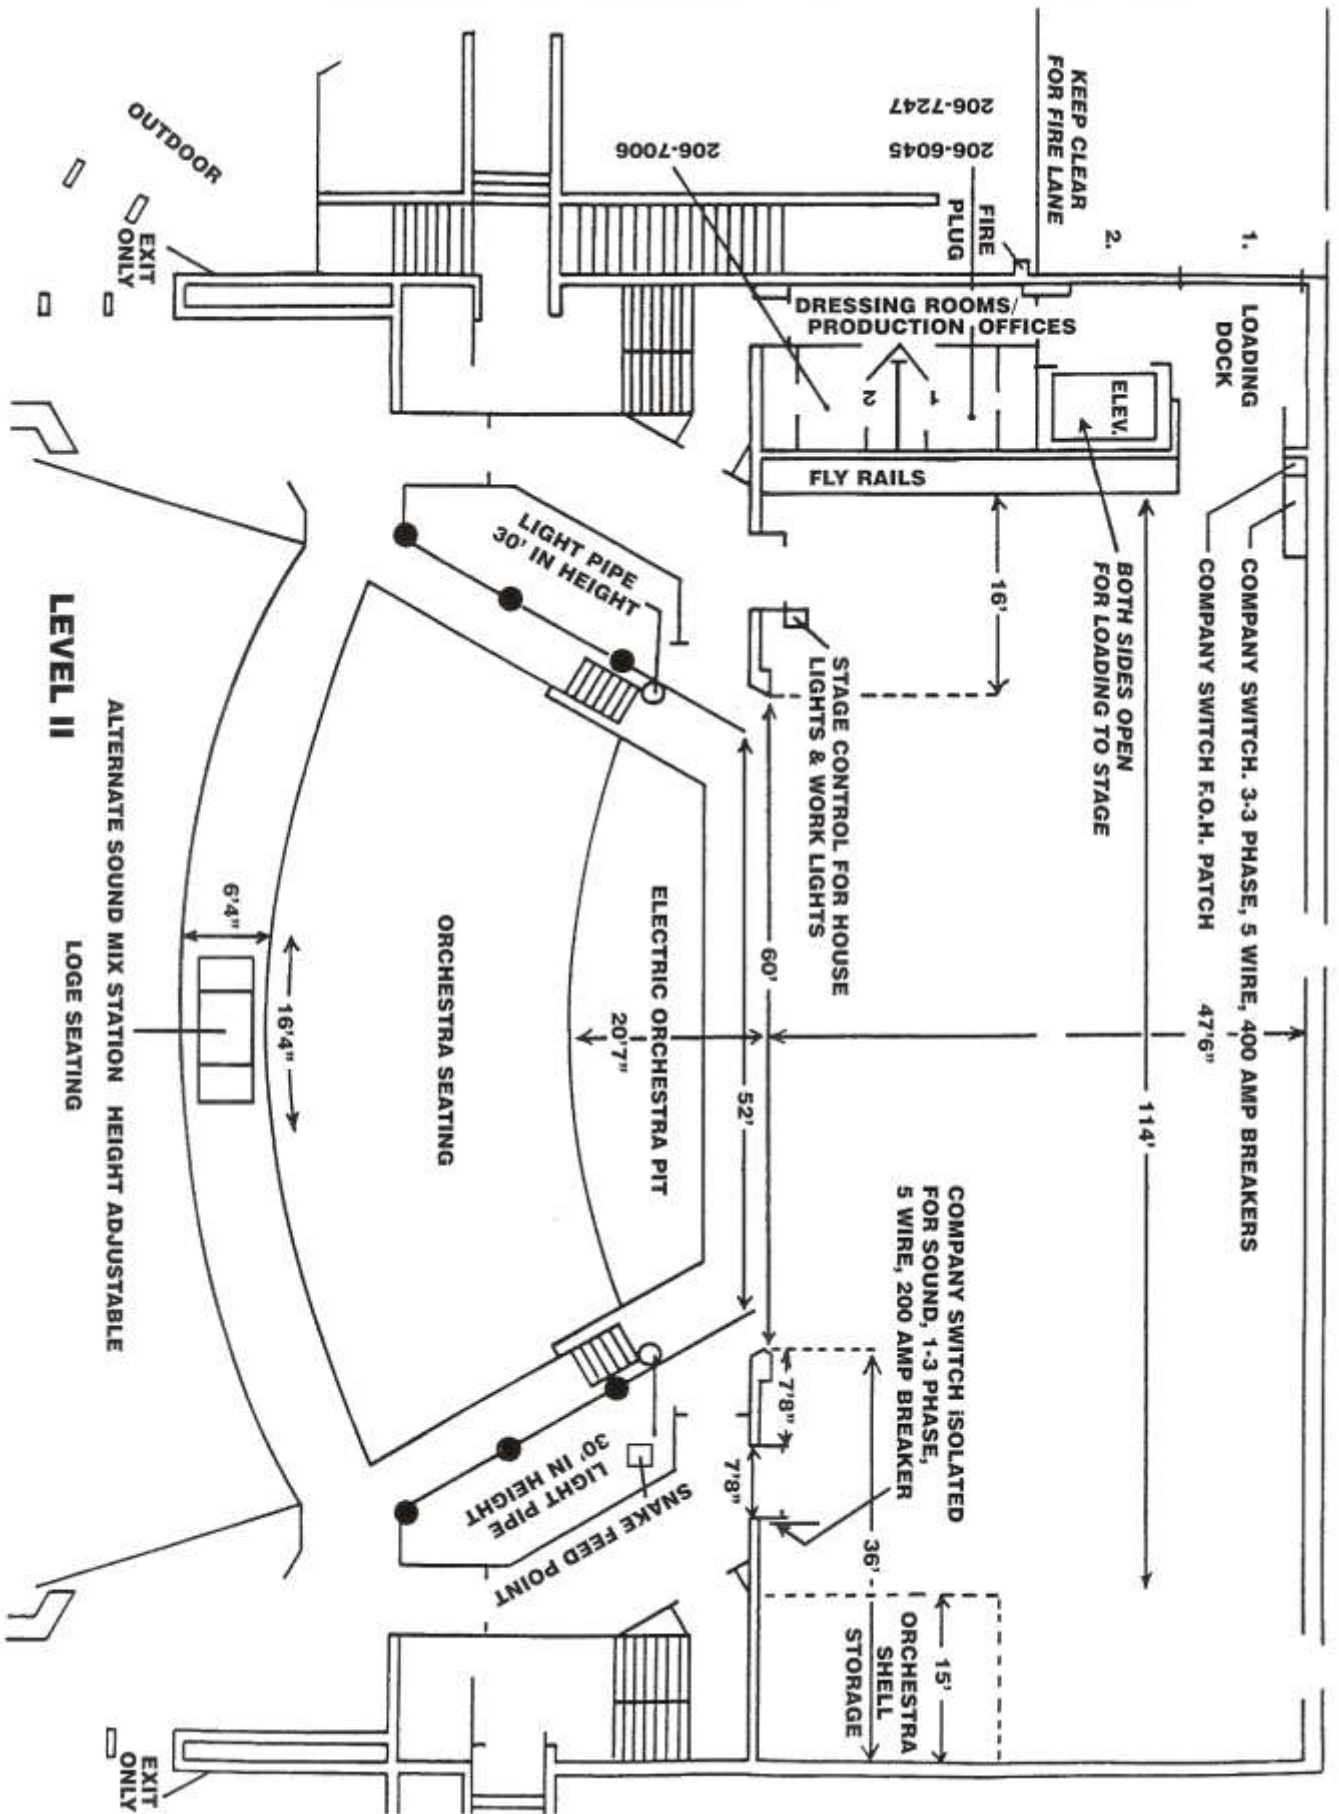 KEEP CLEAR
FOR FIRE LANE
1.
2.
LOADING
DOCK
206-7247
206-6045
206-7006
FIRE
PLUG
OUTDOOR
EXIT
ONLY
DRESSING ROOMS/
PRODUCTION OFFICES
1
2
ELEV.
FLY RAILS
COMPANY SWITCH. 3-3 PHASE, 5 WIRE, 400 AMP BREAKERS
COMPANY SWITCH F.O.H. PATCH
BOTH SIDES OPEN
FOR LOADING TO STAGE
16'
STAGE CONTROL FOR HOUSE
LIGHTS & WORK LIGHTS
LIGHT PIPE
30' IN HEIGHT
47'6"
114'
60'
52'
ELECTRIC ORCHESTRA PIT
20'7"
ORCHESTRA SEATING
16'4"
6'4"
LEVEL II
ALTERNATE SOUND MIX STATION HEIGHT ADJUSTABLE
LOGE SEATING
COMPANY SWITCH iSOLATED
FOR SOUND, 1-3 PHASE,
5 WIRE, 200 AMP BREAKER
7'8"
7'8"
36'
15'
ORCHESTRA
SHELL
STORAGE
LIGHT PIPE
30' IN HEIGHT
SNAKE FEED POINT
EXIT
ONLY